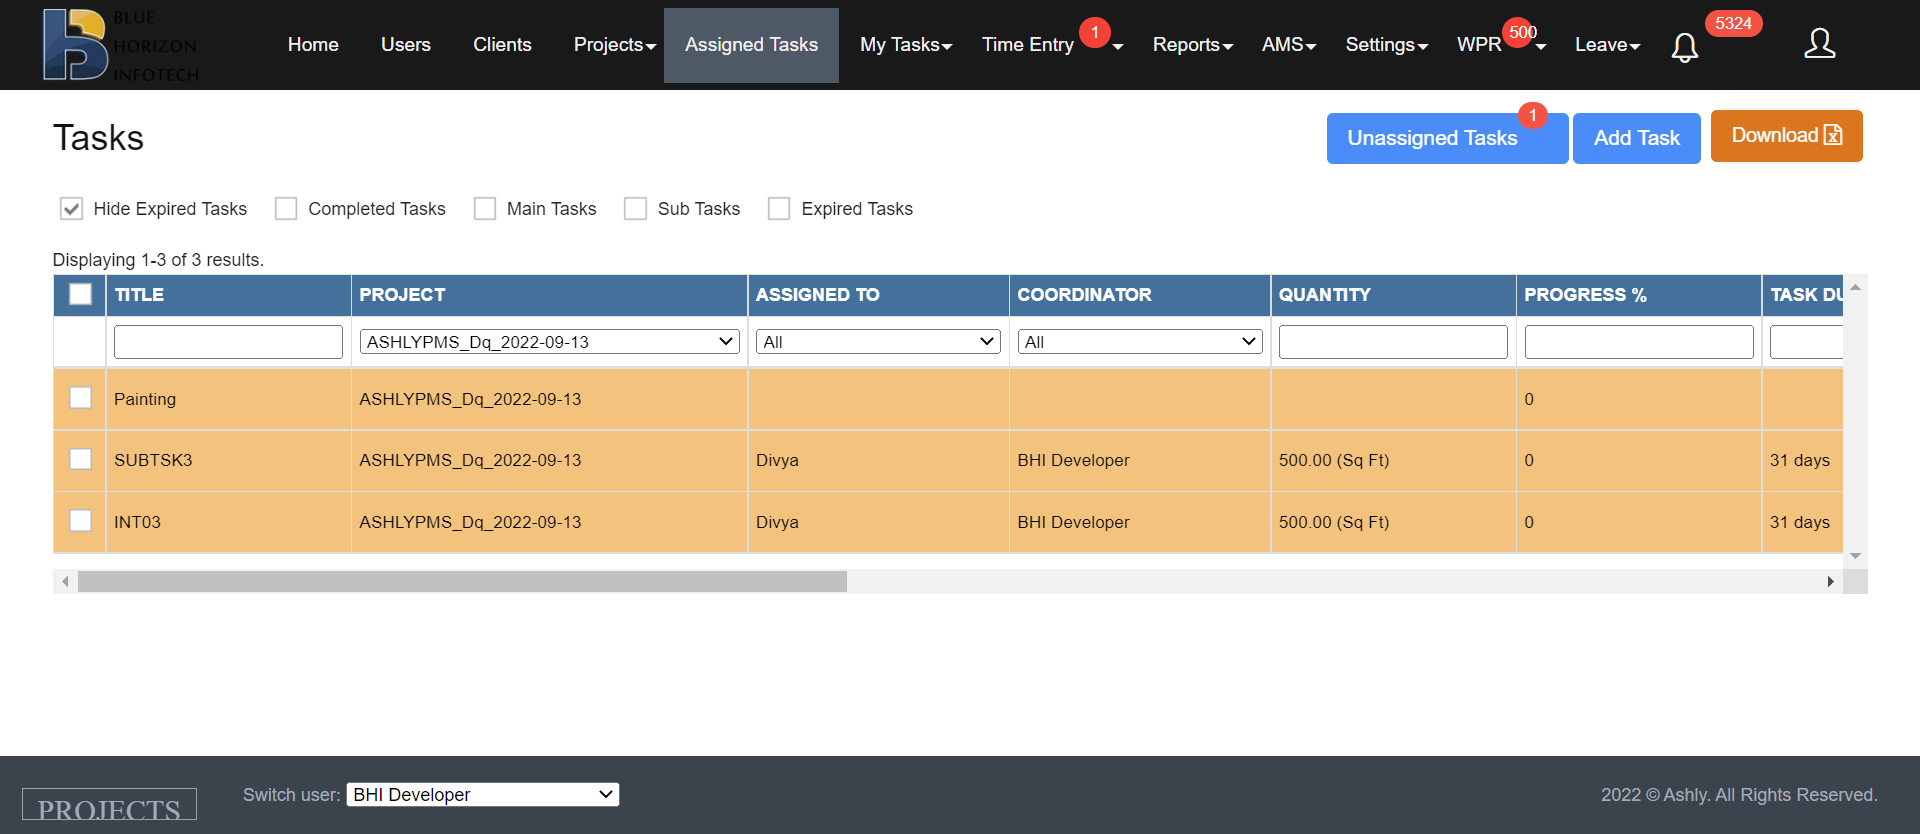 BLUE
HORIZON
INFOTECH
Home Users Clients Projects Assigned Tasks My Tasks Time Entry 1 Reports AMS Settings WPR 500 Leave 5324
Tasks
Unassigned Tasks 1 Add Task Download
Hide Expired Tasks Completed Tasks Main Tasks Sub Tasks Expired Tasks
Displaying 1-3 of 3 results.
TITLE PROJECT ASSIGNED TO COORDINATOR QUANTITY PROGRESS % TASK DU
ASHLYPMS_Dq_2022-09-13 All All
Painting ASHLYPMS_Dq_2022-09-13 0
SUBTSK3 ASHLYPMS_Dq_2022-09-13 Divya BHI Developer 500.00 (Sq Ft) 0 31 days
INT03 ASHLYPMS_Dq_2022-09-13 Divya BHI Developer 500.00 (Sq Ft) 0 31 days
PROJECTS Switch user: BHI Developer 2022 © Ashly. All Rights Reserved.